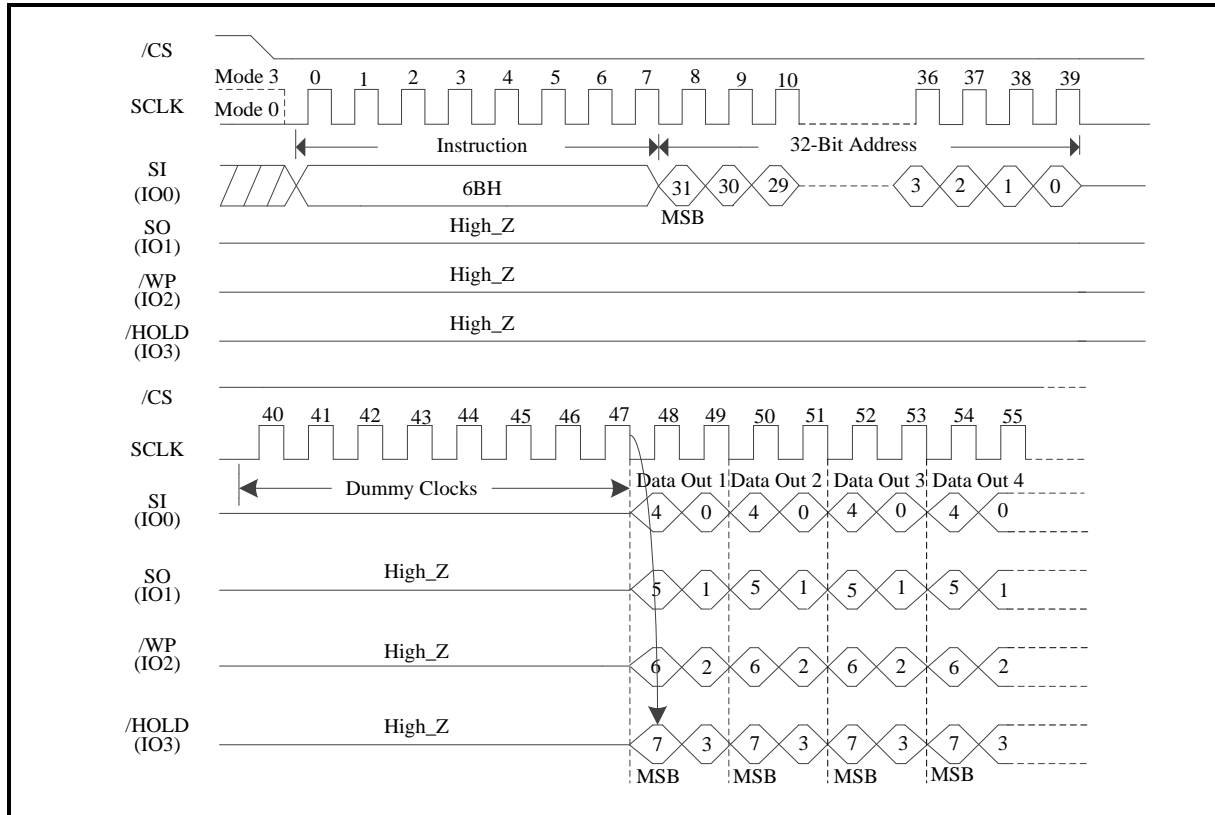 /CS
Mode 3 0 1 2 3 4 5 6 7 8 9 10 36 37 38 39
SCLK Mode 0
Instruction 32-Bit Address
SI
(IO0) 6BH 31 30 29 3 2 1 0
MSB
SO
(IO1) High_Z
/WP
(IO2) High_Z
/HOLD
(IO3) High_Z
/CS
40 41 42 43 44 45 46 47 48 49 50 51 52 53 54 55
SCLK
Dummy Clocks Data Out 1 Data Out 2 Data Out 3 Data Out 4
SI
(IO0) 4 0 4 0 4 0 4 0
SO
(IO1) High_Z 5 1 5 1 5 1 5 1
/WP
(IO2) High_Z 6 2 6 2 6 2 6 2
/HOLD
(IO3) High_Z 7 3 7 3 7 3 7 3
MSB MSB MSB MSB